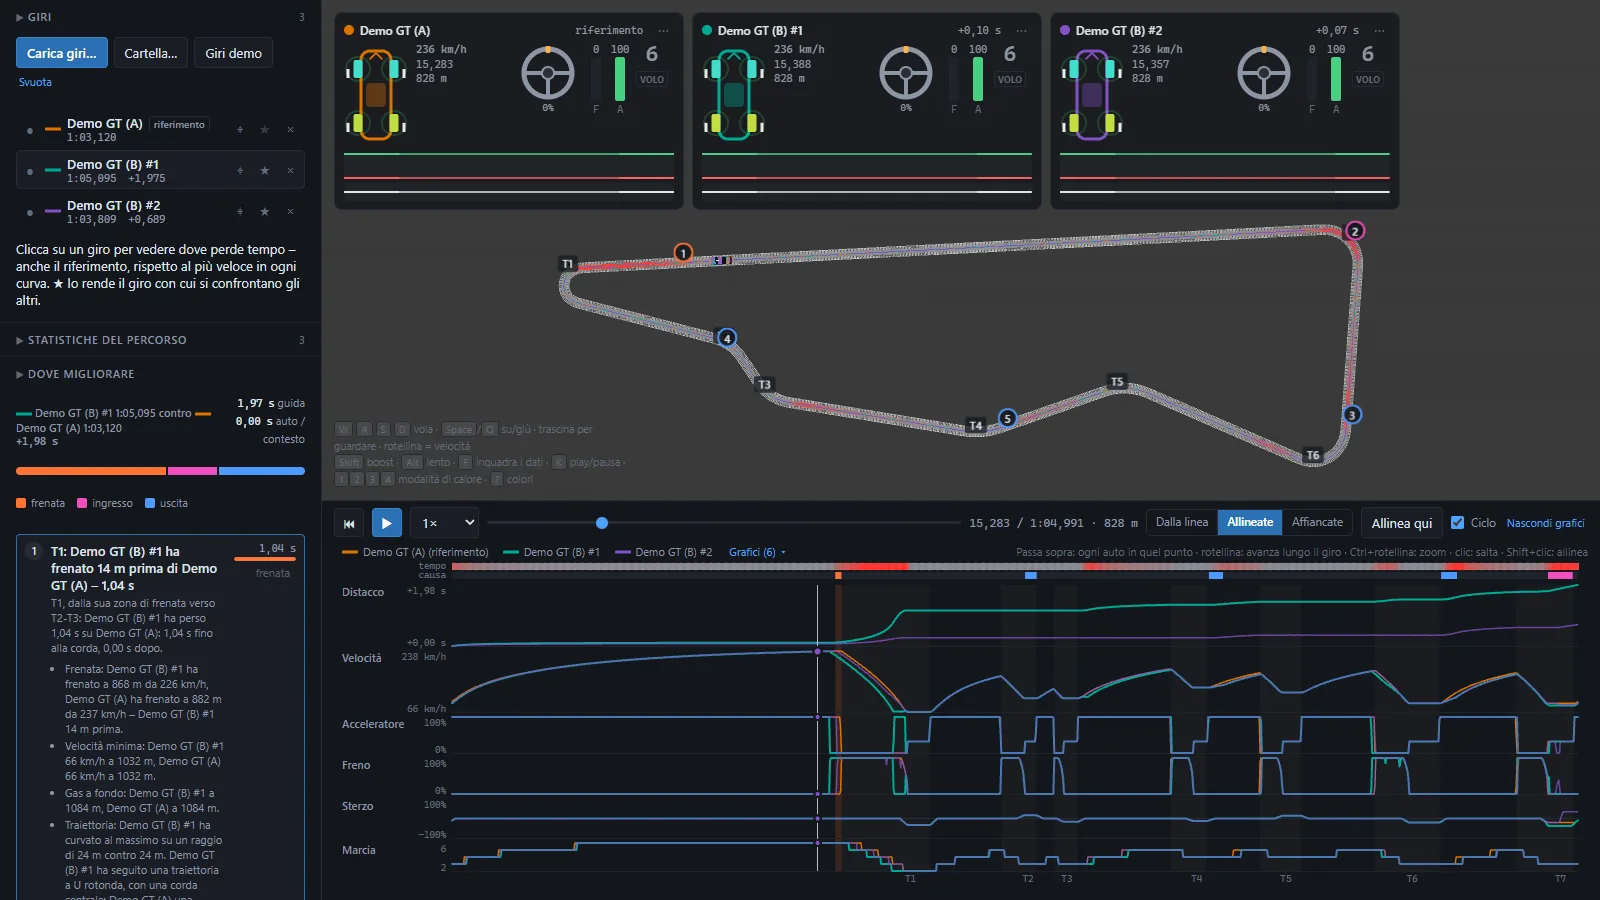 GIRI 3
Carica giri... Cartella... Giri demo
Svuota
Demo GT (A) riferimento
1:03,120
Demo GT (B) #1
1:05,095 +1,975
Demo GT (B) #2
1:03,809 +0,689
Clicca su un giro per vedere dove perde tempo –
anche il riferimento, rispetto al più veloce in ogni
curva. ★ lo rende il giro con cui si confrontano gli
altri.
STATISTICHE DEL PERCORSO 3
DOVE MIGLIORARE
Demo GT (B) #1 1:05,095 contro
Demo GT (A) 1:03,120
+1,98 s
1,97 s guida
0,00 s auto /
contesto
frenata ingresso uscita
1 T1: Demo GT (B) #1 ha
frenato 14 m prima di Demo
GT (A) – 1,04 s
1,04 s
frenata
T1, dalla sua zona di frenata verso
T2-T3: Demo GT (B) #1 ha perso
1,04 s su Demo GT (A): 1,04 s fino
alla corda, 0,00 s dopo.
• Frenata: Demo GT (B) #1 ha
frenato a 868 m da 226 km/h,
Demo GT (A) ha frenato a 882 m
da 237 km/h – Demo GT (B) #1
14 m prima.
• Velocità minima: Demo GT (B) #1
66 km/h a 1032 m, Demo GT (A)
66 km/h a 1032 m.
• Gas a fondo: Demo GT (B) #1 a
1084 m, Demo GT (A) a 1084 m.
• Traiettoria: Demo GT (B) #1 ha
curvato al massimo su un raggio
di 24 m contro 24 m. Demo GT
(B) #1 ha seguito una traiettoria
a U rotonda, con una corda
centrale; Demo GT (A) una
Demo GT (A) riferimento ···
236 km/h
15,283
828 m
0%
0 100
F A
6
VOLO
Demo GT (B) #1 +0,10 s ···
236 km/h
15,388
828 m
0%
0 100
F A
6
VOLO
Demo GT (B) #2 +0,07 s ···
236 km/h
15,357
828 m
0%
0 100
F A
6
VOLO
T1
1
2
3
4
T3
T4
5
T5
T6
W A S D vola · Space / Q su/giù · trascina per
guardare · rotellina = velocità
Shift boost · Alt lento · F inquadra i dati · K play/pausa ·
1 2 3 4 modalità di calore · ? colori
1× 15,283 / 1:04,991 · 828 m Dalla linea Allineate Affiancate Allinea qui Ciclo Nascondi grafici
Demo GT (A) (riferimento) Demo GT (B) #1 Demo GT (B) #2 Grafici (6) Passa sopra: ogni auto in quel punto · rotellina: avanza lungo il giro · Ctrl+rotellina: zoom · clic: salta · Shift+clic: allinea
tempo
causa
Distacco +1,98 s
+0,00 s
Velocità 238 km/h
66 km/h
Acceleratore 100%
0%
Freno 100%
0%
Sterzo 100%
−100%
Marcia 6
2
T1 T2 T3 T4 T5 T6 T7